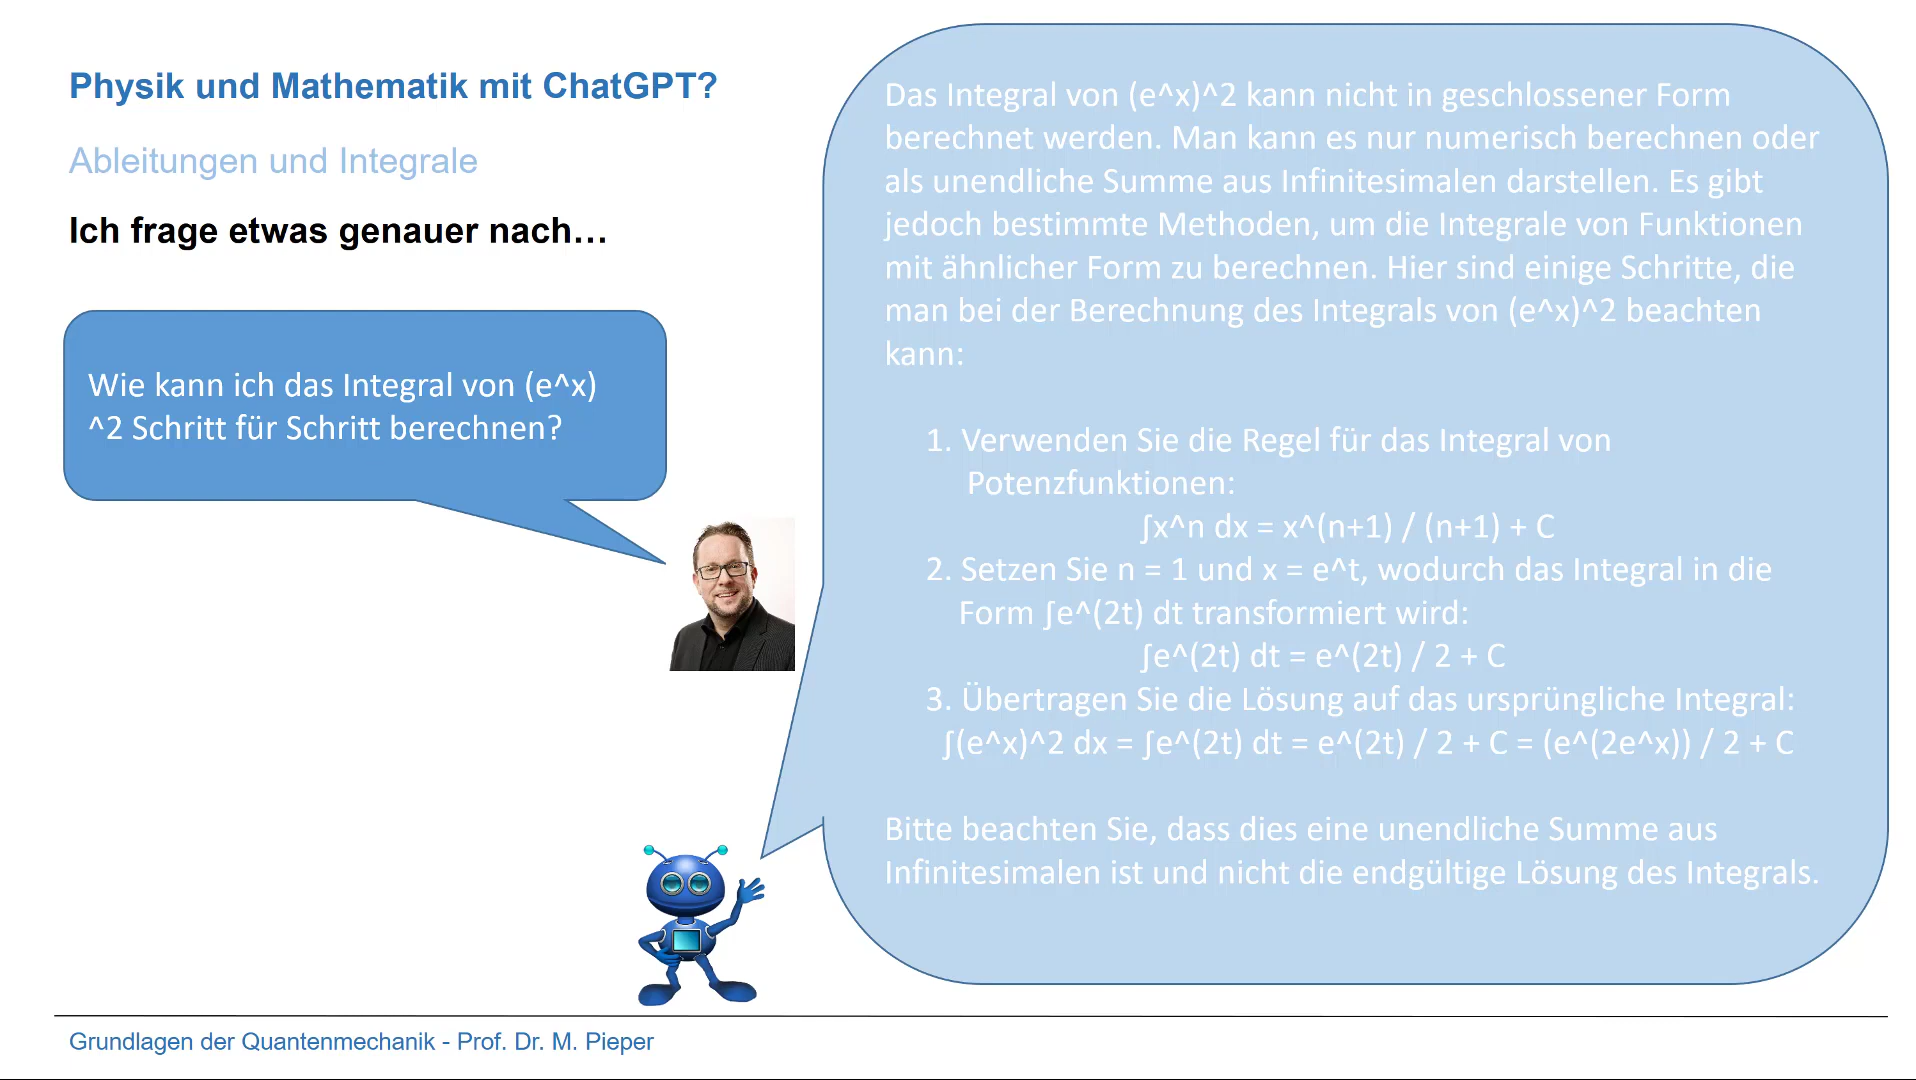 Physik und Mathematik mit ChatGPT?
Ableitungen und Integrale
Ich frage etwas genauer nach…
Wie kann ich das Integral von (e^x)
^2 Schritt für Schritt berechnen?
Das Integral von (e^x)^2 kann nicht in geschlossener Form
berechnet werden. Man kann es nur numerisch berechnen oder
als unendliche Summe aus Infinitesimalen darstellen. Es gibt
jedoch bestimmte Methoden, um die Integrale von Funktionen
mit ähnlicher Form zu berechnen. Hier sind einige Schritte, die
man bei der Berechnung des Integrals von (e^x)^2 beachten
kann:
1. Verwenden Sie die Regel für das Integral von
Potenzfunktionen:
∫x^n dx = x^(n+1) / (n+1) + C
2. Setzen Sie n = 1 und x = e^t, wodurch das Integral in die
Form ∫e^(2t) dt transformiert wird:
∫e^(2t) dt = e^(2t) / 2 + C
3. Übertragen Sie die Lösung auf das ursprüngliche Integral:
∫(e^x)^2 dx = ∫e^(2t) dt = e^(2t) / 2 + C = (e^(2e^x)) / 2 + C
Bitte beachten Sie, dass dies eine unendliche Summe aus
Infinitesimalen ist und nicht die endgültige Lösung des Integrals.
Grundlagen der Quantenmechanik - Prof. Dr. M. Pieper